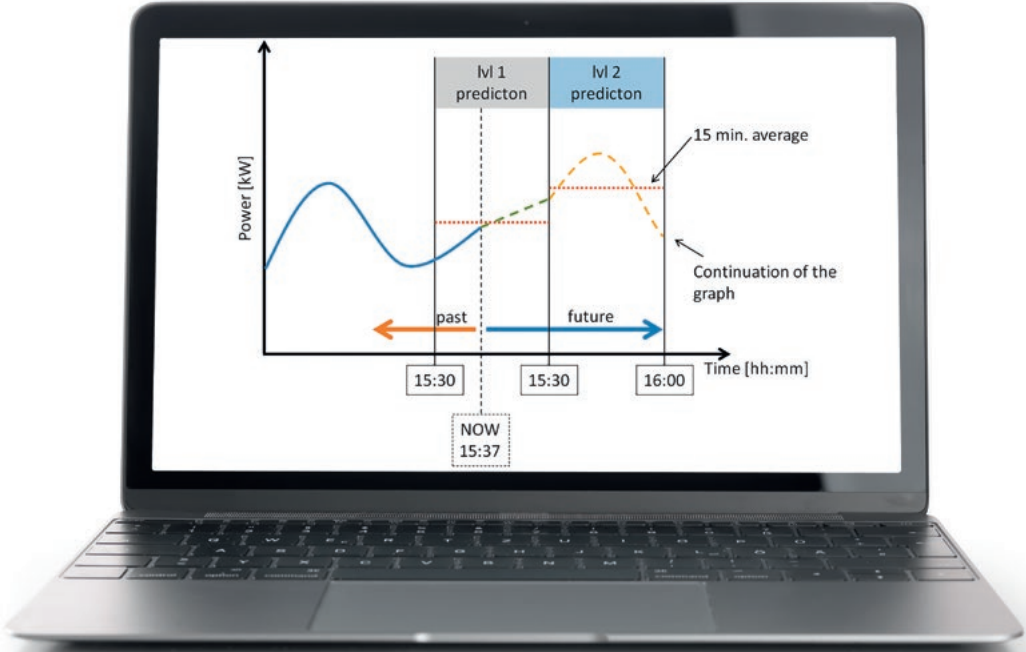 lvl 1
predicton
lvl 2
predicton
15 min. average
Power [kW]
Continuation of the
graph
past
future
Time [hh:mm]
15:30
15:30
16:00
NOW
15:37